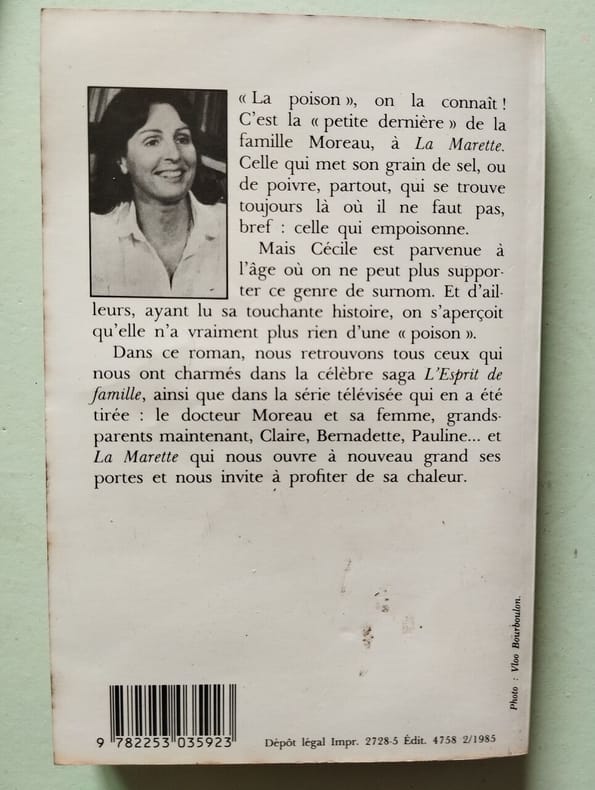 « La poison », on la connaît !
C'est la « petite dernière » de la
famille Moreau, à La Marette.
Celle qui met son grain de sel, ou
de poivre, partout, qui se trouve
toujours là où il ne faut pas,
bref : celle qui empoisonne.
Mais Cécile est parvenue à
l'âge où on ne peut plus suppor-
ter ce genre de surnom. Et d'ail-
leurs, ayant lu sa touchante histoire, on s'aperçoit
qu'elle n'a vraiment plus rien d'une « poison ».
Dans ce roman, nous retrouvons tous ceux qui
nous ont charmés dans la célèbre saga L'Esprit de
famille, ainsi que dans la série télévisée qui en a été
tirée : le docteur Moreau et sa femme, grands-
parents maintenant, Claire, Bernadette, Pauline... et
La Marette qui nous ouvre à nouveau grand ses
portes et nous invite à profiter de sa chaleur.
Photo : Vloo Bourboulon.
9 782253 035923
Dépôt légal Impr. 2728-5 Édit. 4758 2/1985